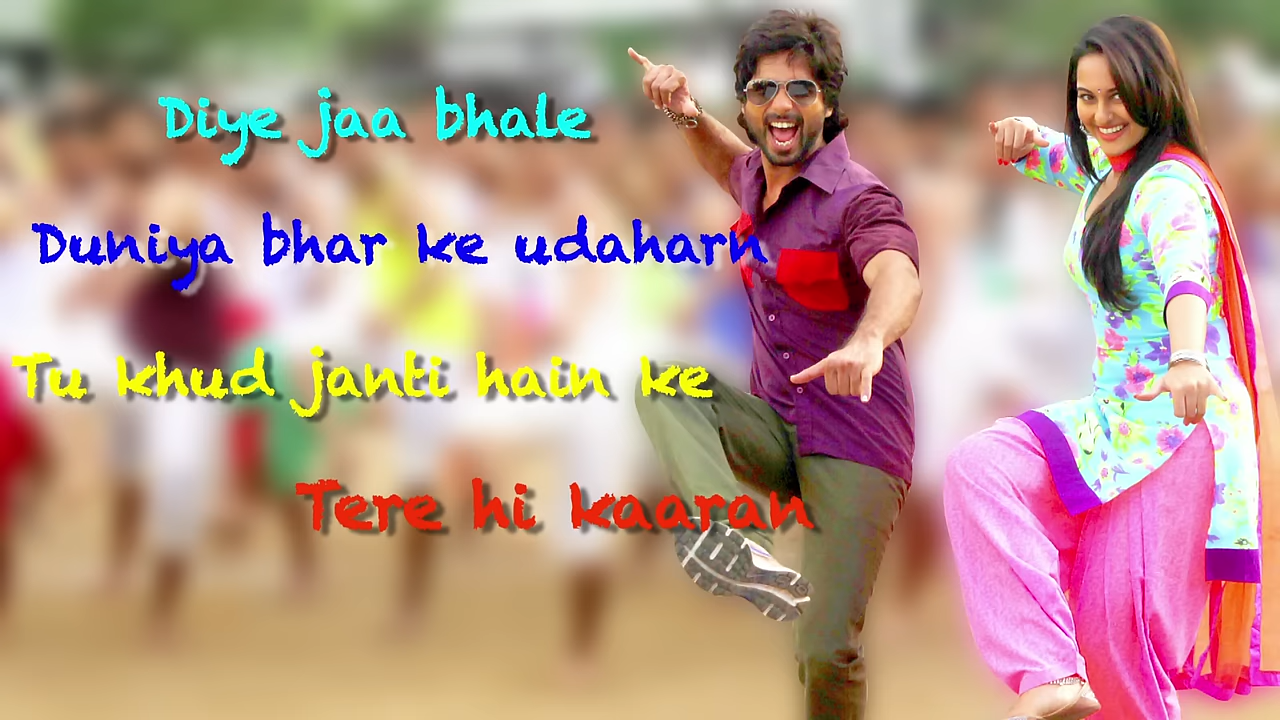 Diye jaa bhale
Duniya bhar ke udaharn
Tu khud janti hain ke
Tere hi kaaran